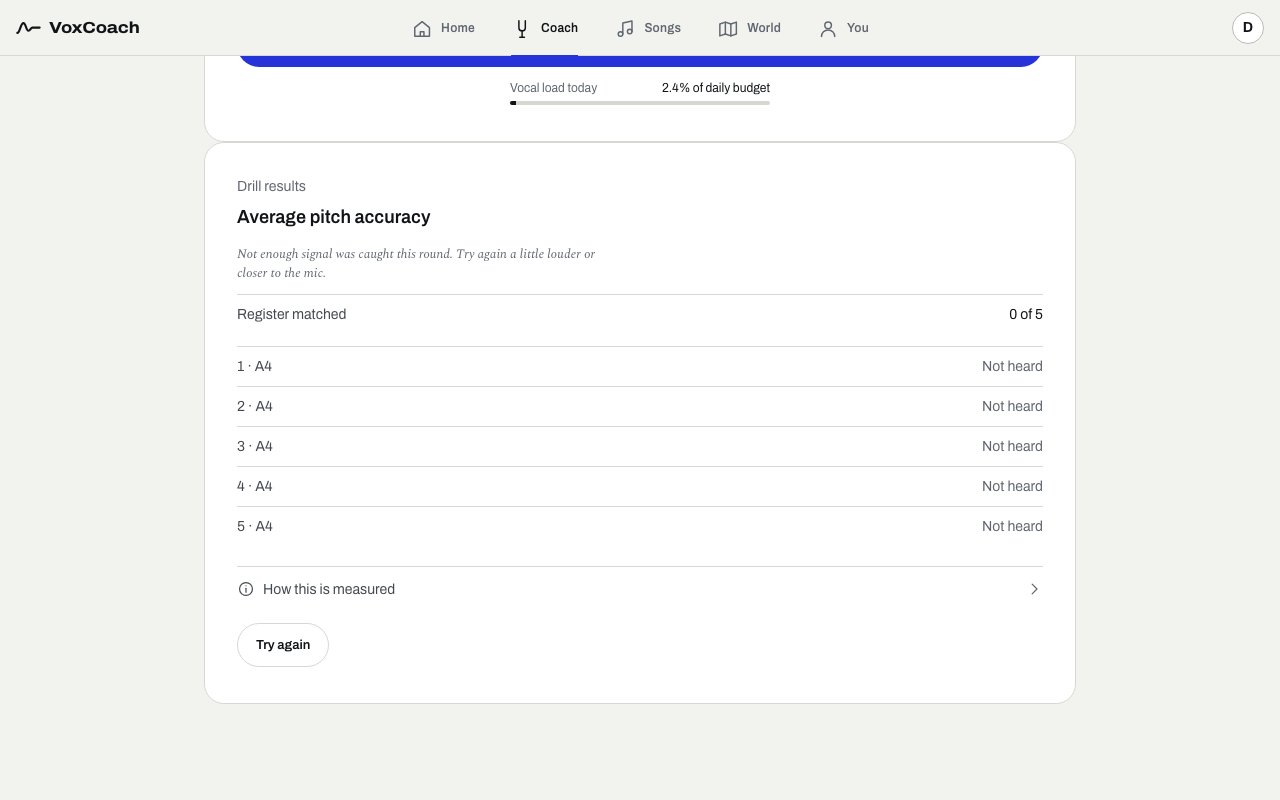 VoxCoach
Home
Coach
Songs
World
You
D
Vocal load today
2.4% of daily budget
Drill results
Average pitch accuracy
Not enough signal was caught this round. Try again a little louder or
closer to the mic.
Register matched
0 of 5
1 · A4
Not heard
2 · A4
Not heard
3 · A4
Not heard
4 · A4
Not heard
5 · A4
Not heard
How this is measured
Try again